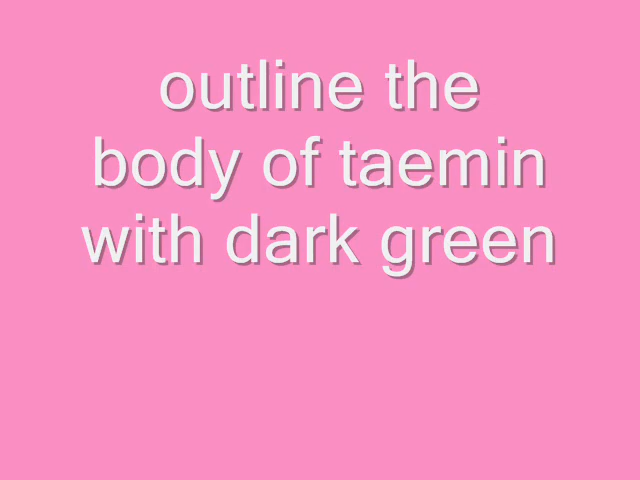 outline the
body of taemin
with dark green